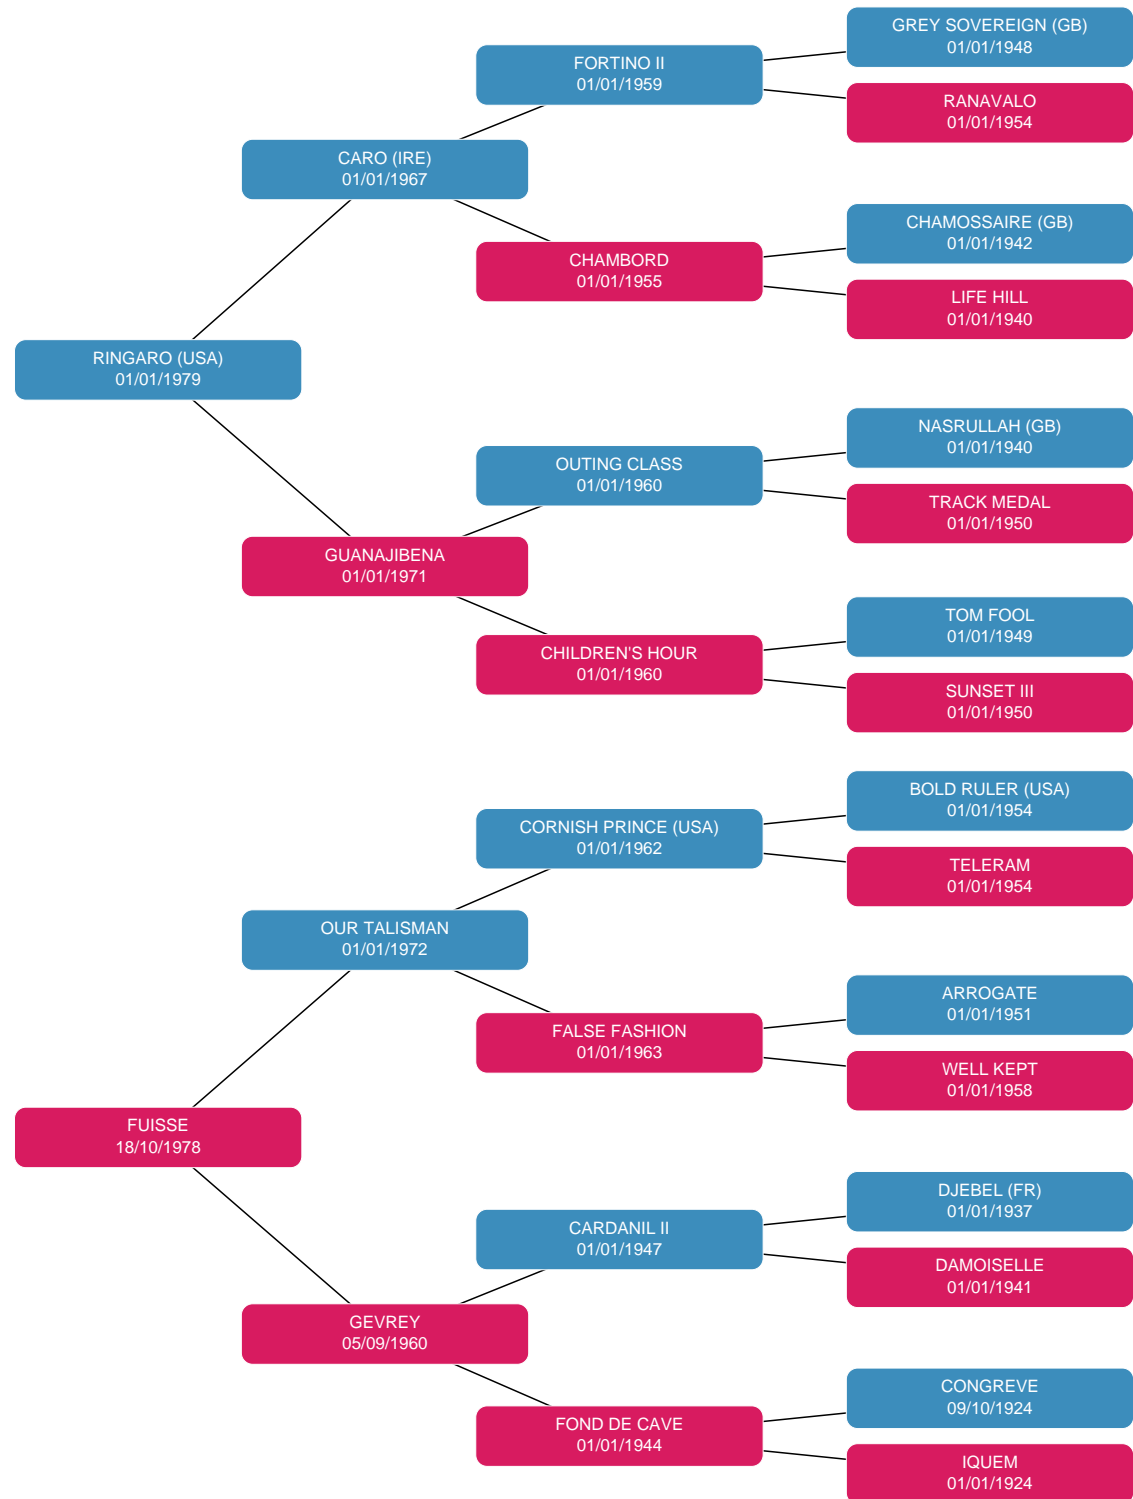 GREY SOVEREIGN (GB)
01/01/1948
FORTINO II
01/01/1959
RANAVALO
01/01/1954
CARO (IRE)
01/01/1967
CHAMOSSAIRE (GB)
01/01/1942
CHAMBORD
01/01/1955
LIFE HILL
01/01/1940
RINGARO (USA)
01/01/1979
NASRULLAH (GB)
01/01/1940
OUTING CLASS
01/01/1960
TRACK MEDAL
01/01/1950
GUANAJIBENA
01/01/1971
TOM FOOL
01/01/1949
CHILDREN'S HOUR
01/01/1960
SUNSET III
01/01/1950
BOLD RULER (USA)
01/01/1954
CORNISH PRINCE (USA)
01/01/1962
TELERAM
01/01/1954
OUR TALISMAN
01/01/1972
ARROGATE
01/01/1951
FALSE FASHION
01/01/1963
WELL KEPT
01/01/1958
FUISSE
18/10/1978
DJEBEL (FR)
01/01/1937
CARDANIL II
01/01/1947
DAMOISELLE
01/01/1941
GEVREY
05/09/1960
CONGREVE
09/10/1924
FOND DE CAVE
01/01/1944
IQUEM
01/01/1924